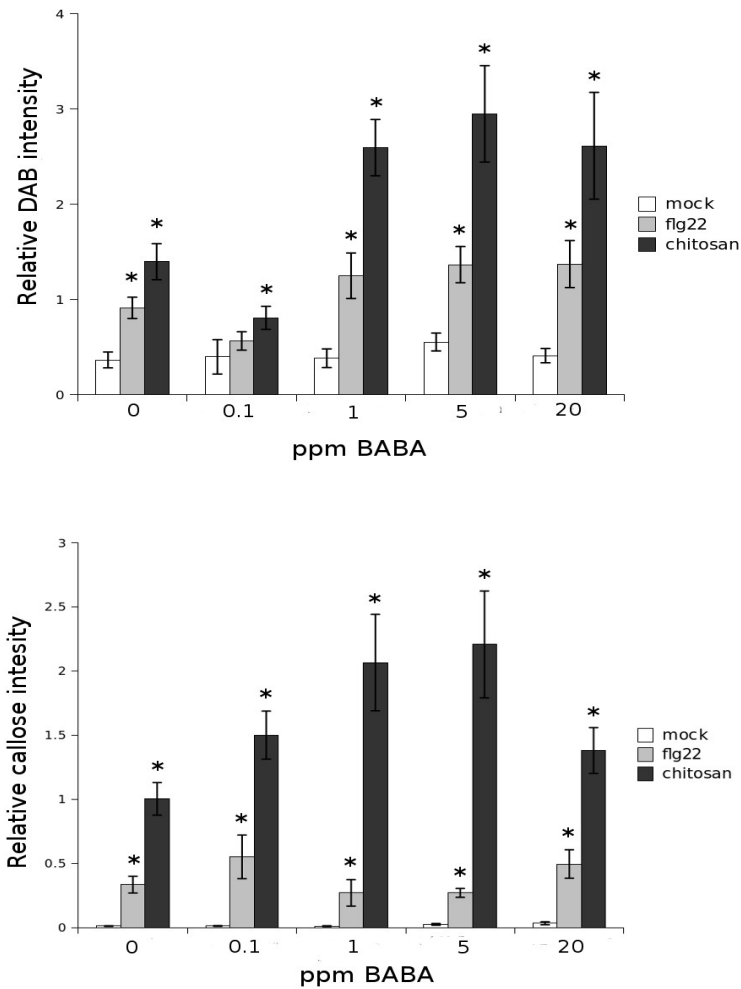 4
3
2
1
0
Relative DAB intensity
* * * * * * * * *
mock
flg22
chitosan
0 0.1 1 5 20
ppm BABA
3
2.5
2
1.5
1
0.5
0
Relative callose intesity
* * * * * * * * * *
mock
flg22
chitosan
0 0.1 1 5 20
ppm BABA